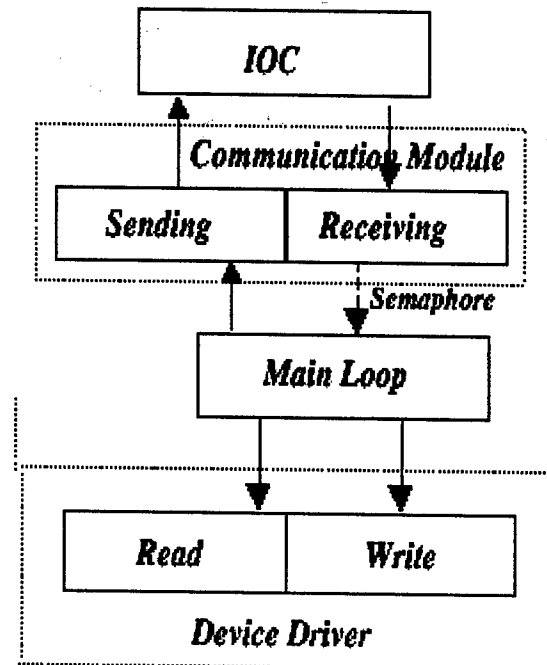 IOC
Communication Module
Sending Receiving
Semaphore
Main Loop
Read Write
Device Driver